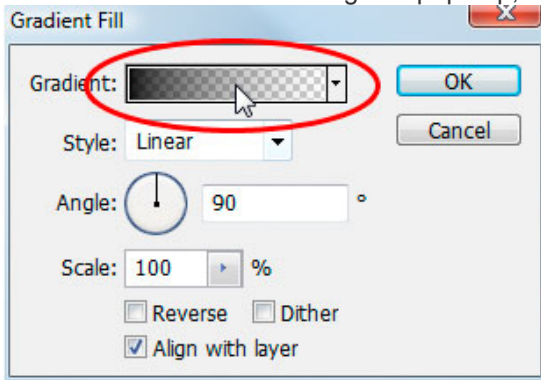 Gradient Fill
Gradient:
OK
Style: Linear
Cancel
Angle: 90 °
Scale: 100 %
Reverse Dither
Align with layer